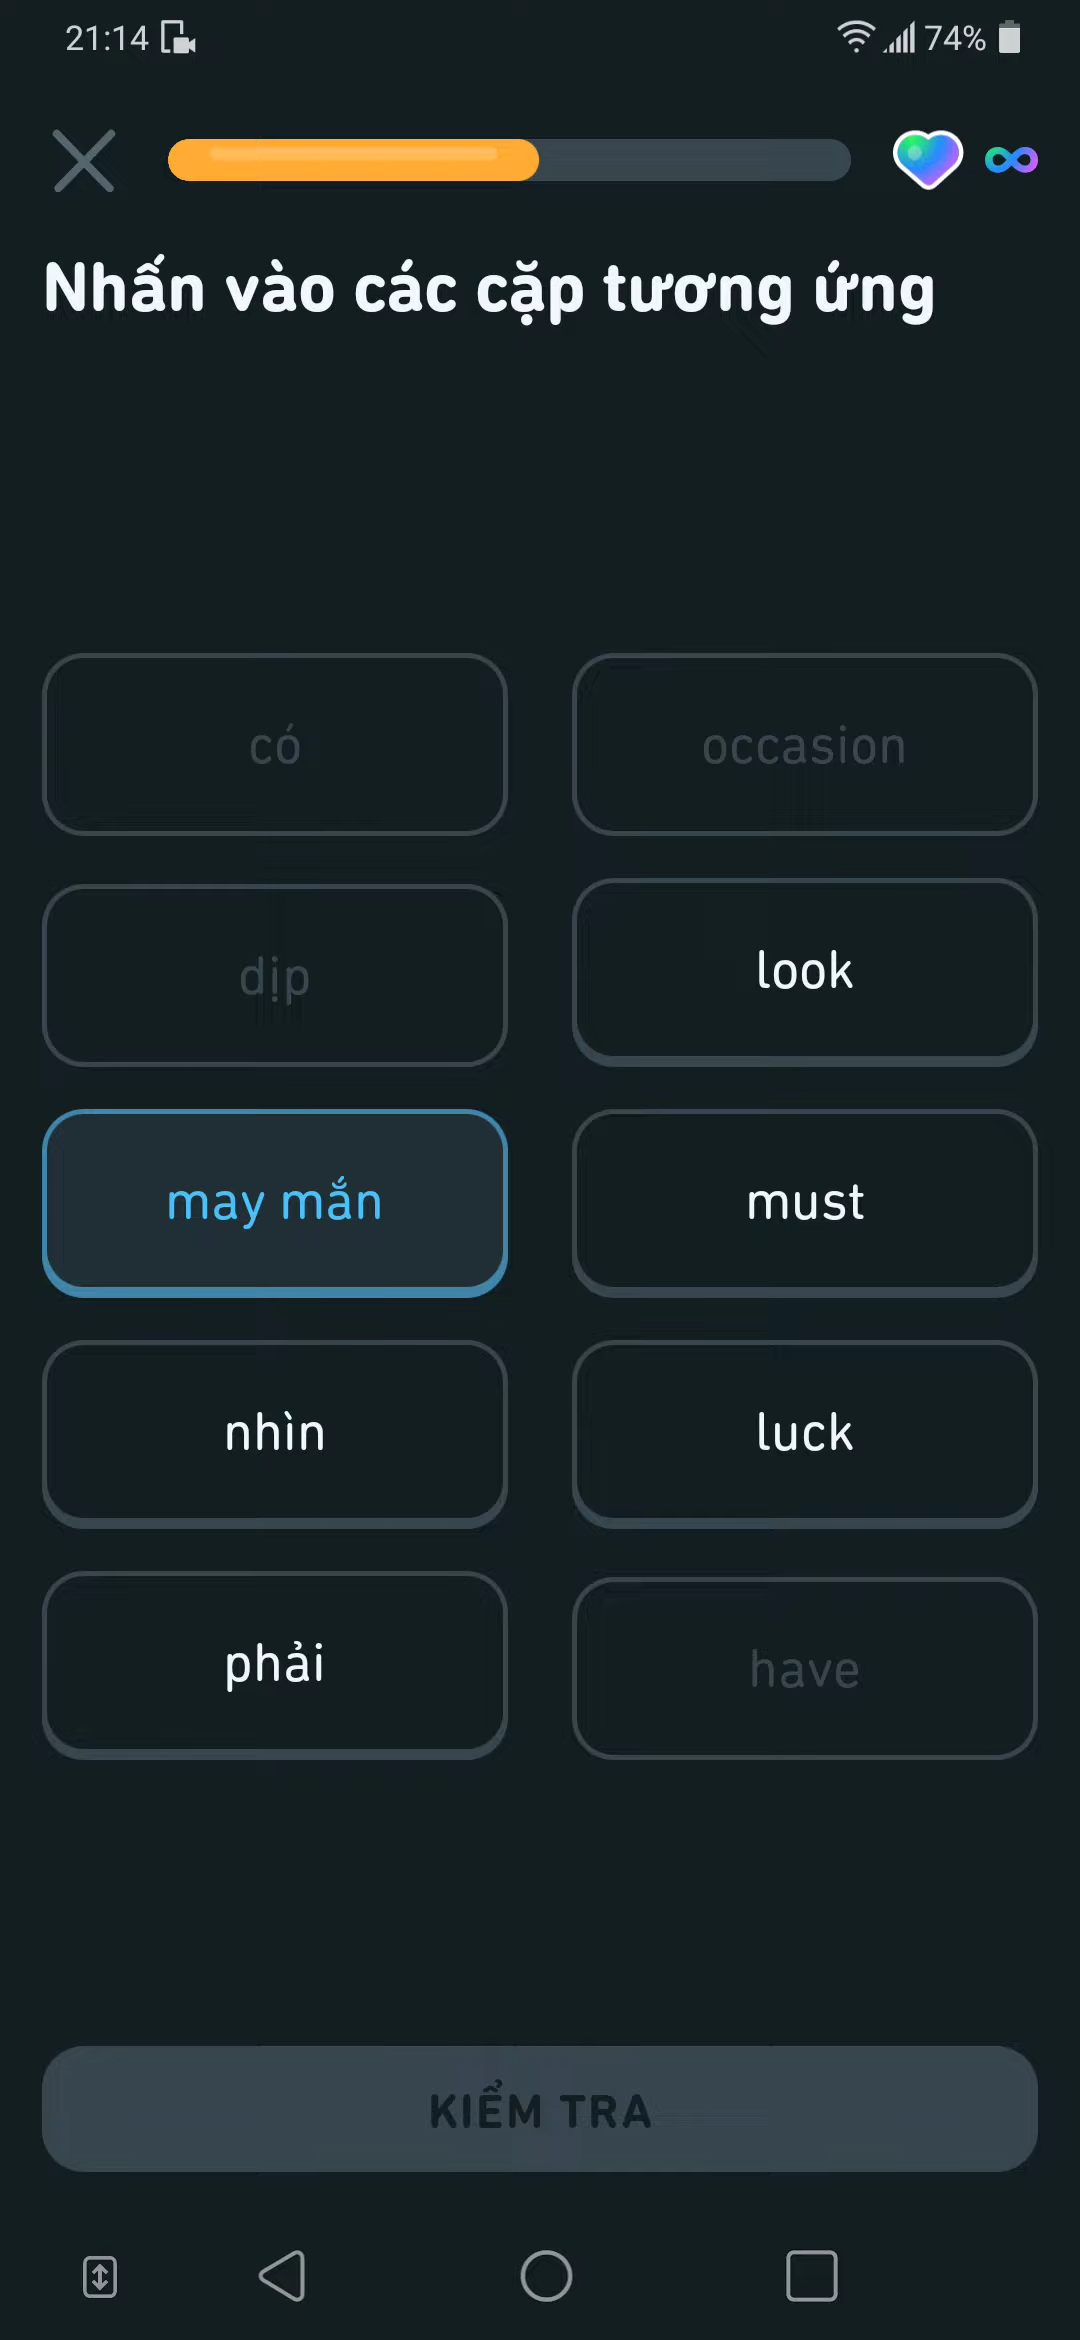 21:14
74%
Nhấn vào các cặp tương ứng
có
occasion
dịp
look
may mắn
must
nhìn
luck
phải
have
KIỂM TRA